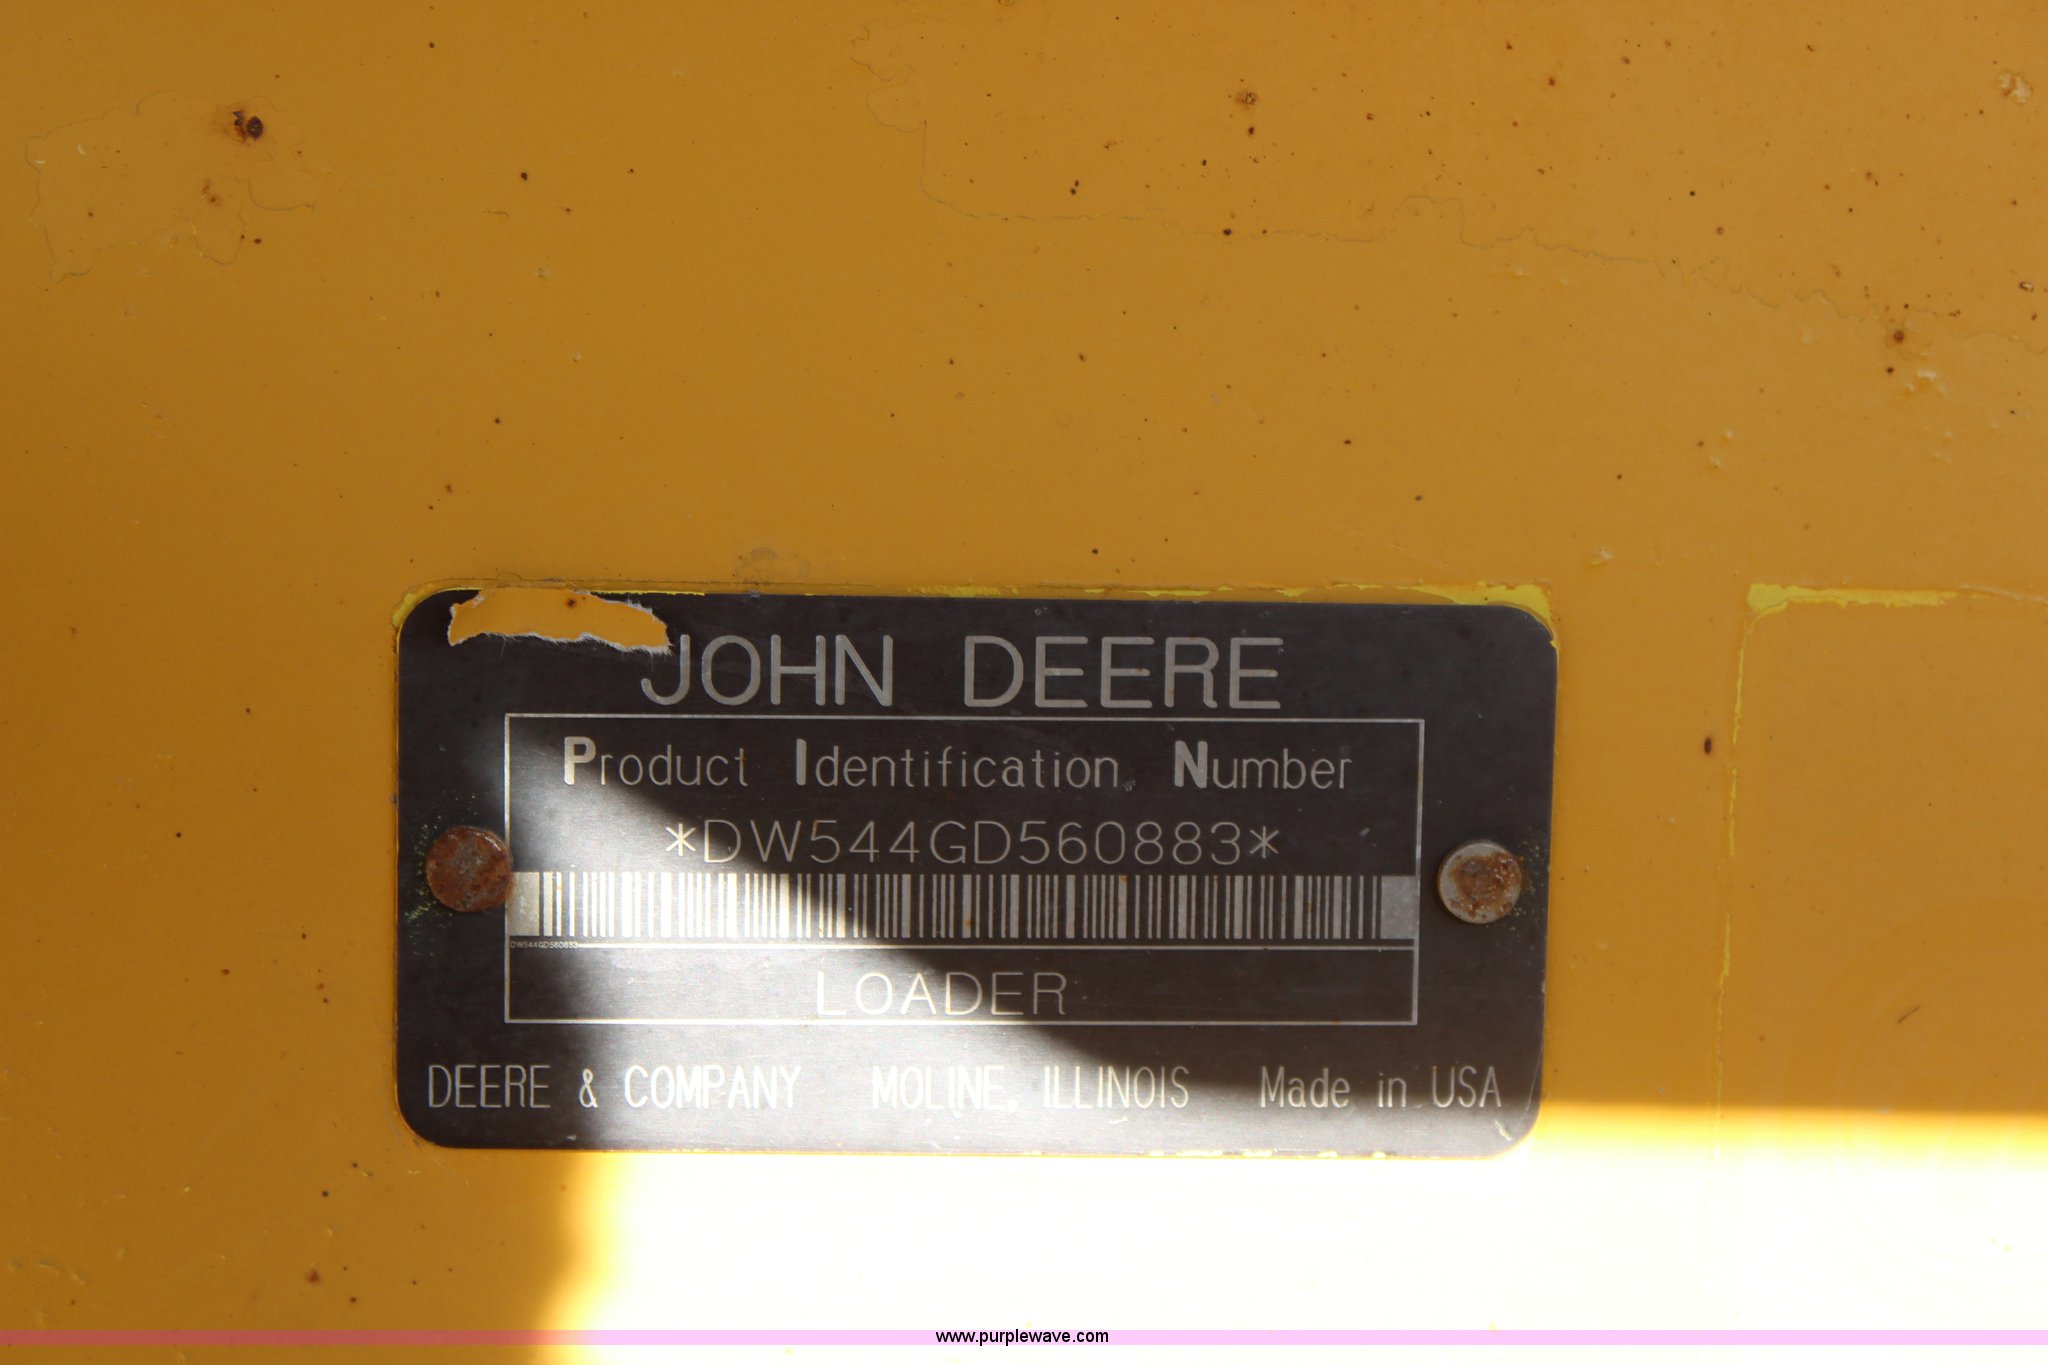 JOHN DEERE
Product Identification Number
*DW544GD560883*
DW544GD560883
LOADER
DEERE & COMPANY MOLINE, ILLINOIS Made in USA
www.purplewave.com